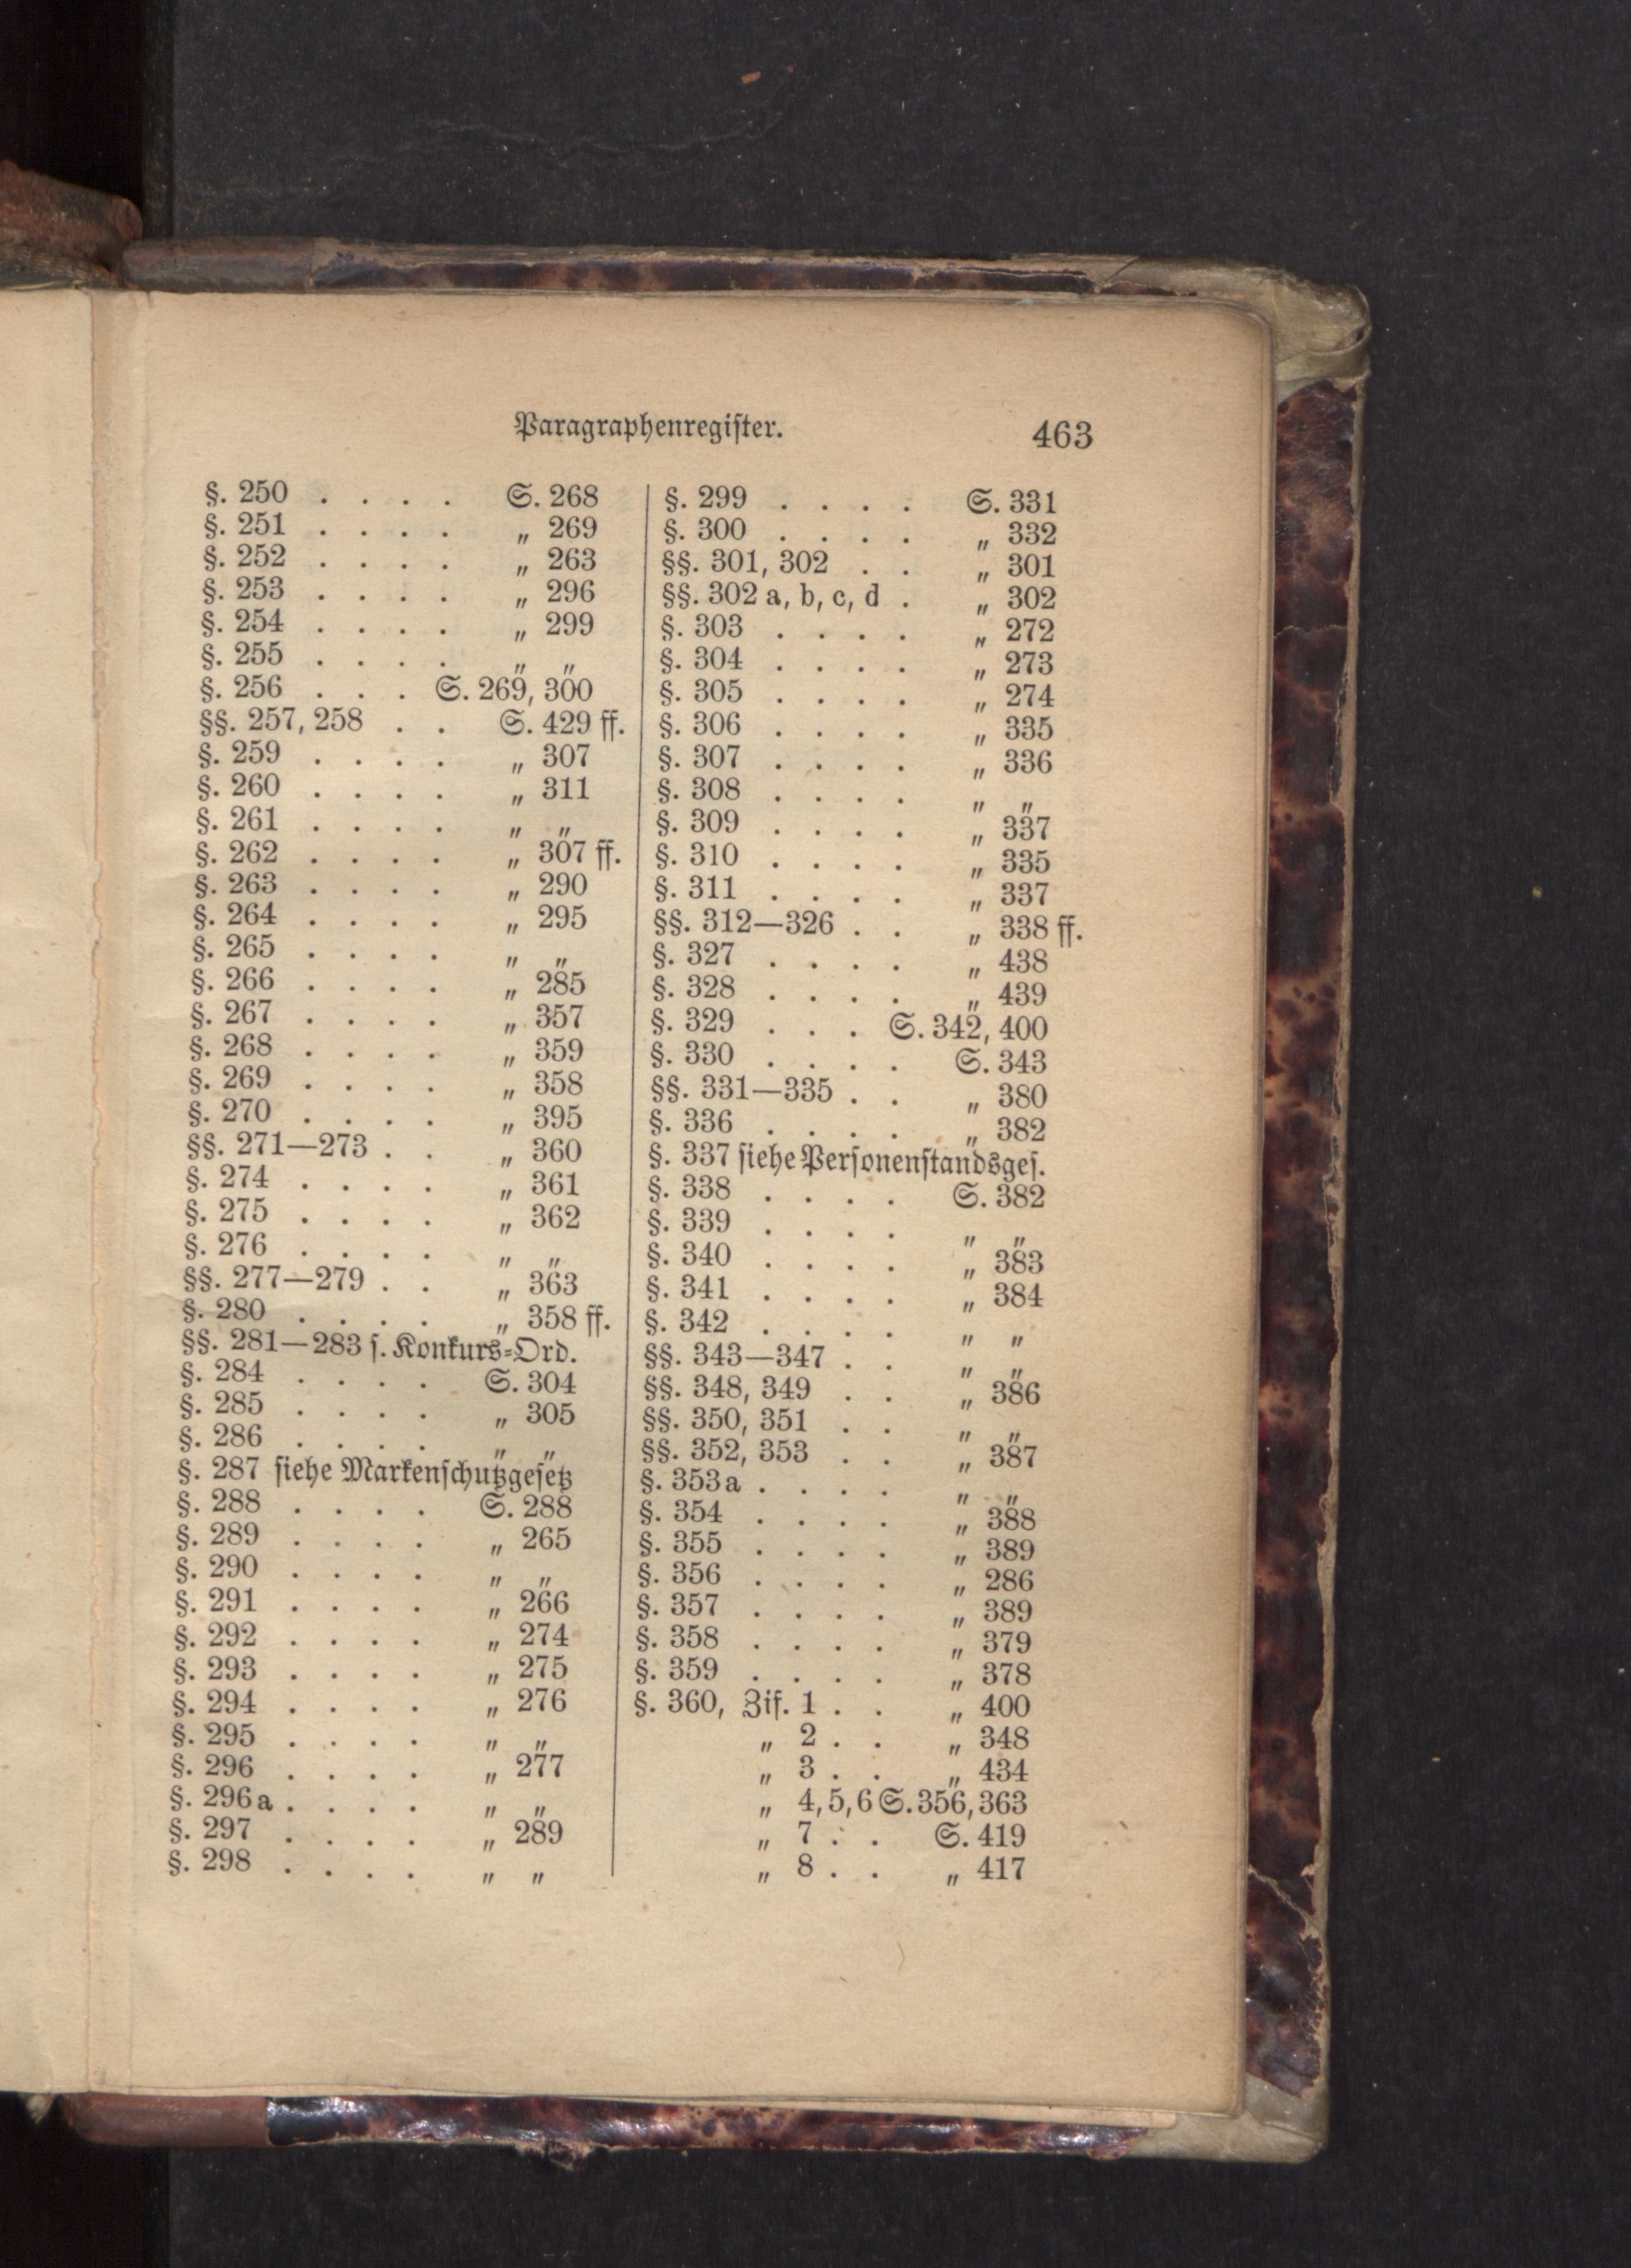 Paragraphenregister. 463
§. 250 . . . . S. 268
§. 251 . . . . „ 269
§. 252 . . . . „ 263
§. 253 . . . . „ 296
§. 254 . . . . „ 299
§. 255 . . . . „ „
§. 256 . . . S. 269, 300
§§. 257, 258 . . S. 429 ff.
§. 259 . . . . „ 307
§. 260 . . . . „ 311
§. 261 . . . . „ „
§. 262 . . . . „ 307 ff.
§. 263 . . . . „ 290
§. 264 . . . . „ 295
§. 265 . . . . „ „
§. 266 . . . . „ 285
§. 267 . . . . „ 357
§. 268 . . . . „ 359
§. 269 . . . . „ 358
§. 270 . . . . „ 395
§§. 271—273 . . „ 360
§. 274 . . . . „ 361
§. 275 . . . . „ 362
§. 276 . . . . „ „
§§. 277—279 . . „ 363
§. 280 . . . . „ 358 ff.
§§. 281—283 ſ. Konkurs-Ord.
§. 284 . . . . S. 304
§. 285 . . . . „ 305
§. 286 . . . . „ „
§. 287 ſiehe Markenſchutzgeſetz
§. 288 . . . . S. 288
§. 289 . . . . „ 265
§. 290 . . . . „ „
§. 291 . . . . „ 266
§. 292 . . . . „ 274
§. 293 . . . . „ 275
§. 294 . . . . „ 276
§. 295 . . . . „ „
§. 296 . . . . „ 277
§. 296a . . . . „ „
§. 297 . . . . „ 289
§. 298 . . . . „ „
§. 299 . . . . S. 331
§. 300 . . . . „ 332
§§. 301, 302 . . „ 301
§§. 302 a, b, c, d . „ 302
§. 303 . . . . „ 272
§. 304 . . . . „ 273
§. 305 . . . . „ 274
§. 306 . . . . „ 335
§. 307 . . . . „ 336
§. 308 . . . . „ „
§. 309 . . . . „ 337
§. 310 . . . . „ 335
§. 311 . . . . „ 337
§§. 312—326 . . „ 338 ff.
§. 327 . . . . „ 438
§. 328 . . . . „ 439
§. 329 . . . S. 342, 400
§. 330 . . . . S. 343
§§. 331—335 . . „ 380
§. 336 . . . . „ 382
§. 337 ſiehe Perſonenſtandsgeſ.
§. 338 . . . . S. 382
§. 339 . . . . „ „
§. 340 . . . . „ 383
§. 341 . . . . „ 384
§. 342 . . . . „ „
§§. 343—347 . . „ „
§§. 348, 349 . . „ 386
§§. 350, 351 . . „ „
§§. 352, 353 . . „ 387
§. 353a . . . . „ „
§. 354 . . . . „ 388
§. 355 . . . . „ 389
§. 356 . . . . „ 286
§. 357 . . . . „ 389
§. 358 . . . . „ 379
§. 359 . . . . „ 378
§. 360, Zif. 1 . . „ 400
„ 2 . . „ 348
„ 3 . . „ 434
„ 4, 5, 6 S. 356, 363
„ 7 . . S. 419
„ 8 . . „ 417